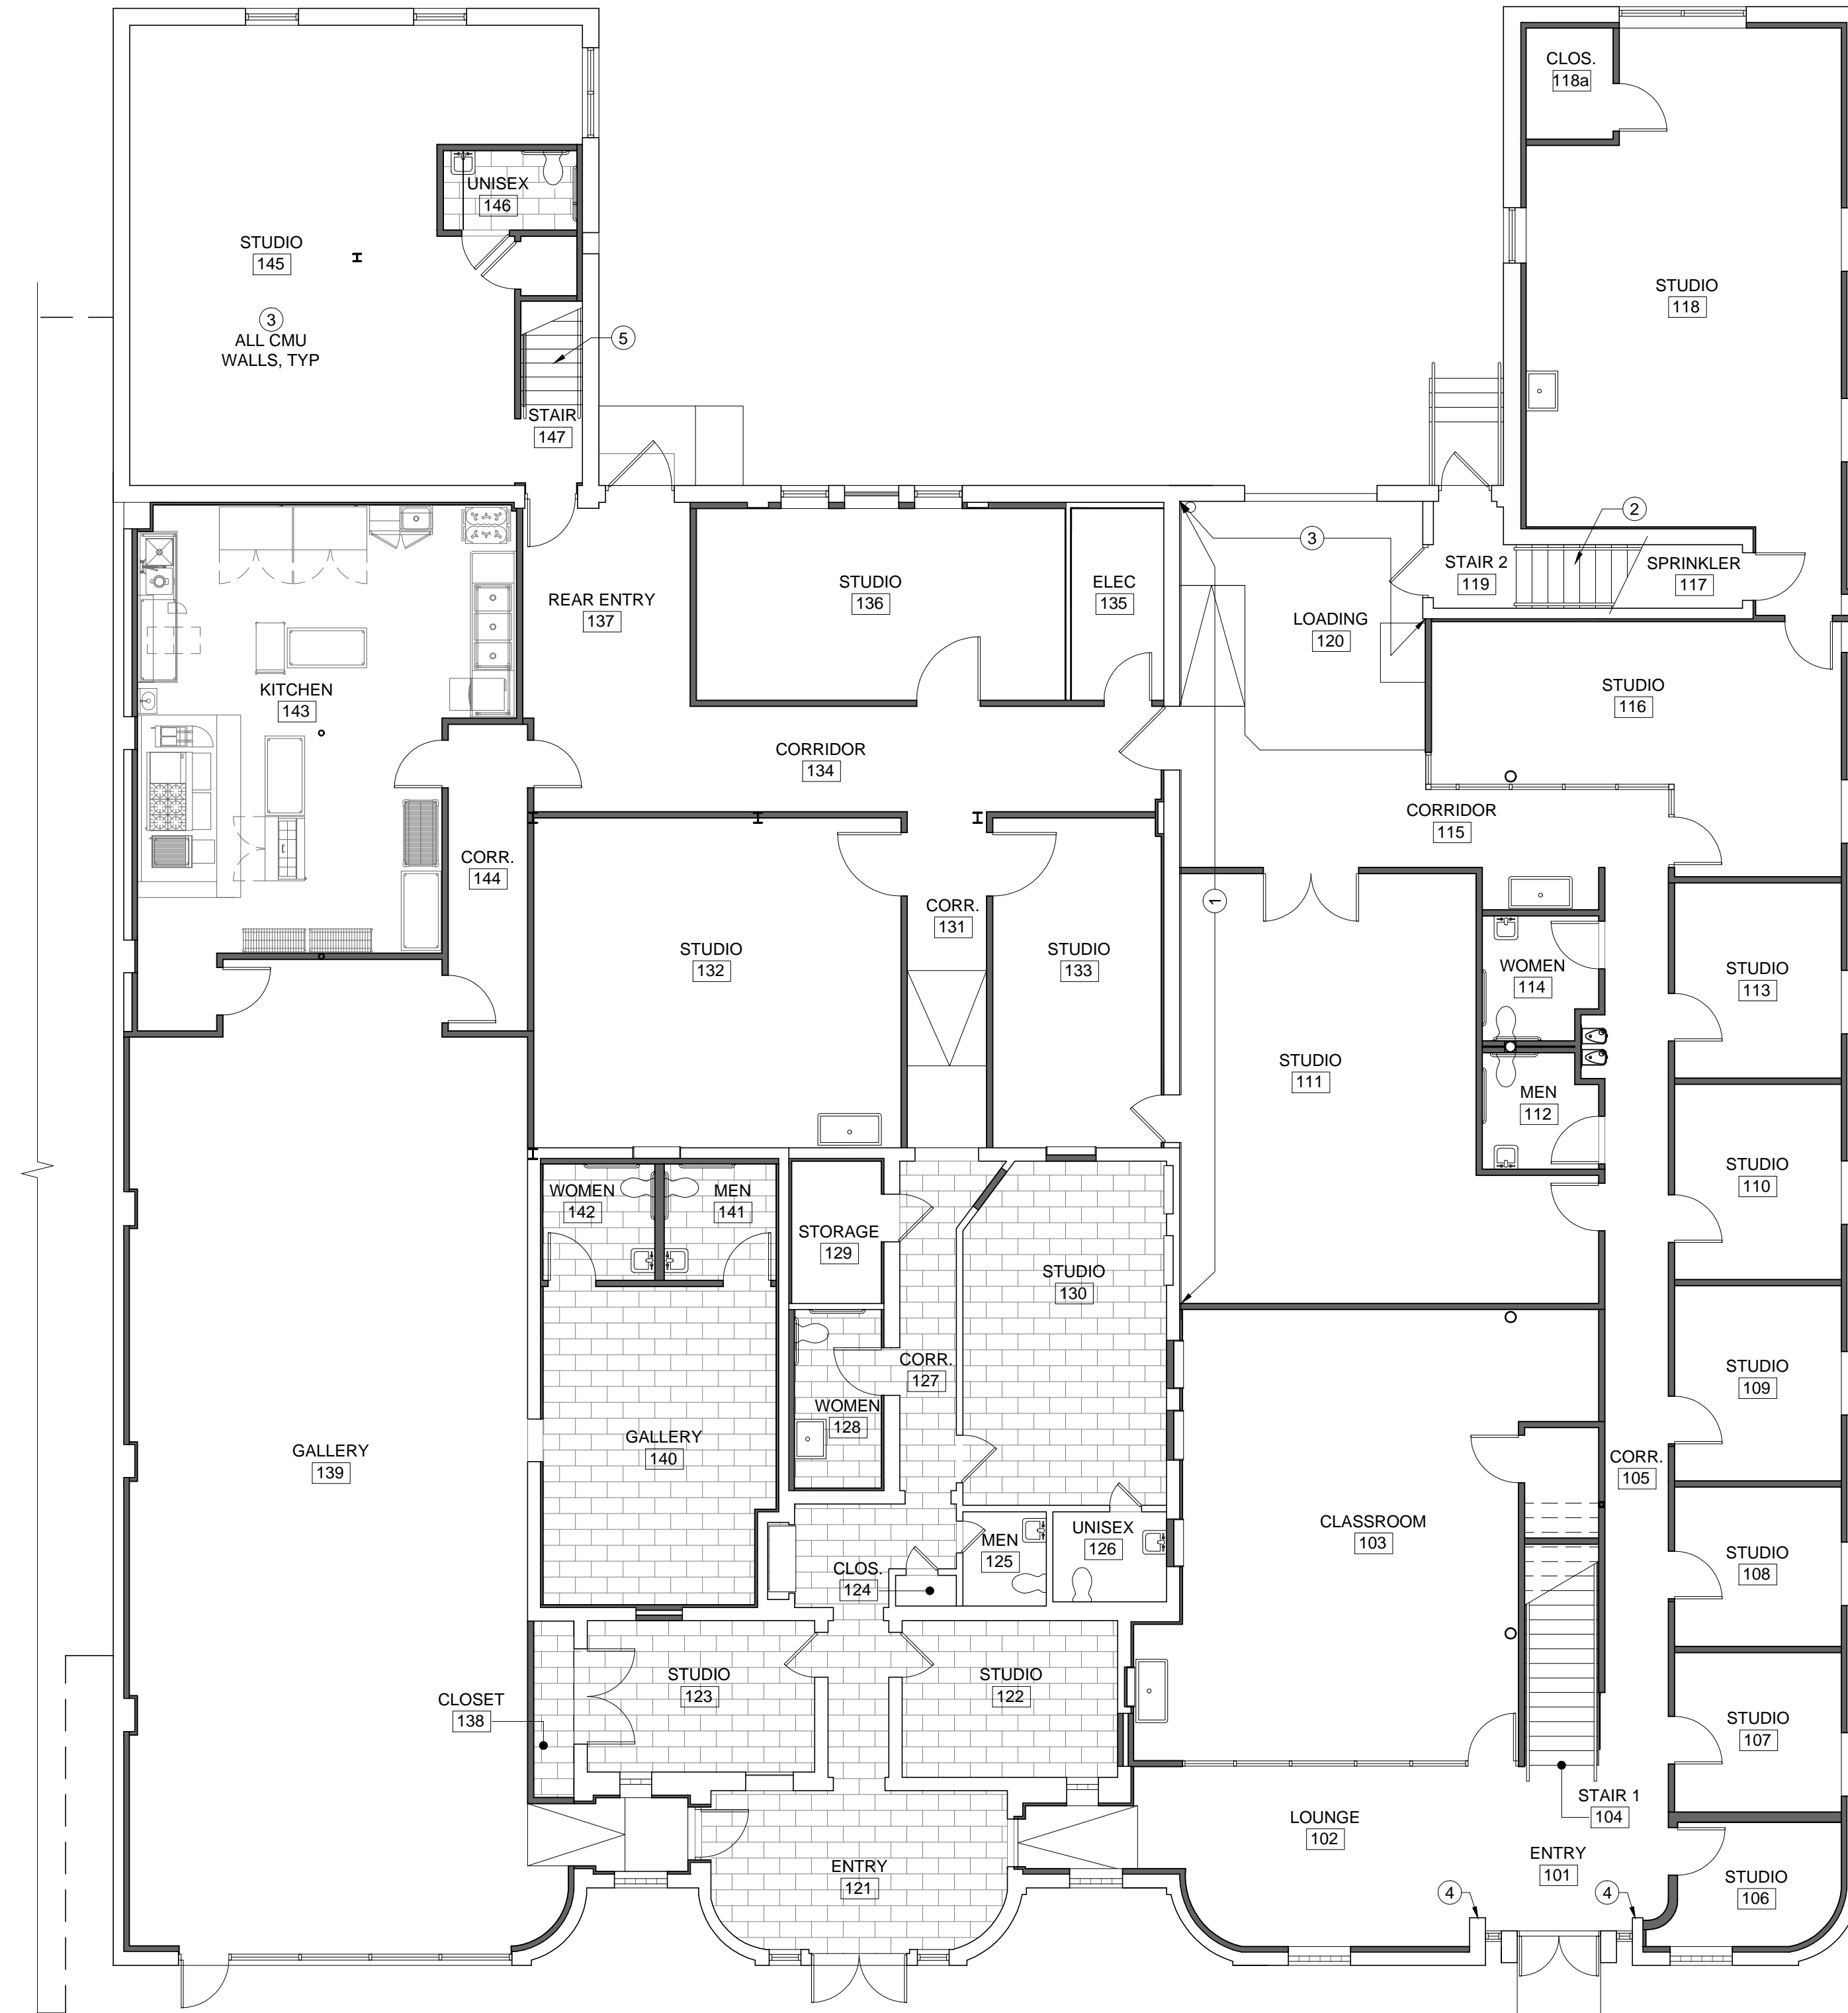 CLOS.
118a
UNISEX
146
STUDIO
145
3
ALL CMU
WALLS, TYP
5
STAIR
147
STUDIO
118
2
STAIR 2
119
SPRINKLER
117
3
STUDIO
136
ELEC
135
REAR ENTRY
137
LOADING
120
KITCHEN
143
STUDIO
116
CORRIDOR
134
CORRIDOR
115
CORR.
144
CORR.
131
1
STUDIO
132
STUDIO
133
WOMEN
114
STUDIO
113
STUDIO
111
MEN
112
STUDIO
110
WOMEN
142
MEN
141
STORAGE
129
STUDIO
130
CORR.
127
STUDIO
109
WOMEN
128
GALLERY
140
GALLERY
139
CORR.
105
CLASSROOM
103
MEN
125
UNISEX
126
STUDIO
108
CLOS.
124
STUDIO
123
STUDIO
122
CLOSET
138
STUDIO
107
STAIR 1
104
LOUNGE
102
ENTRY
101
ENTRY
121
STUDIO
106
4
4